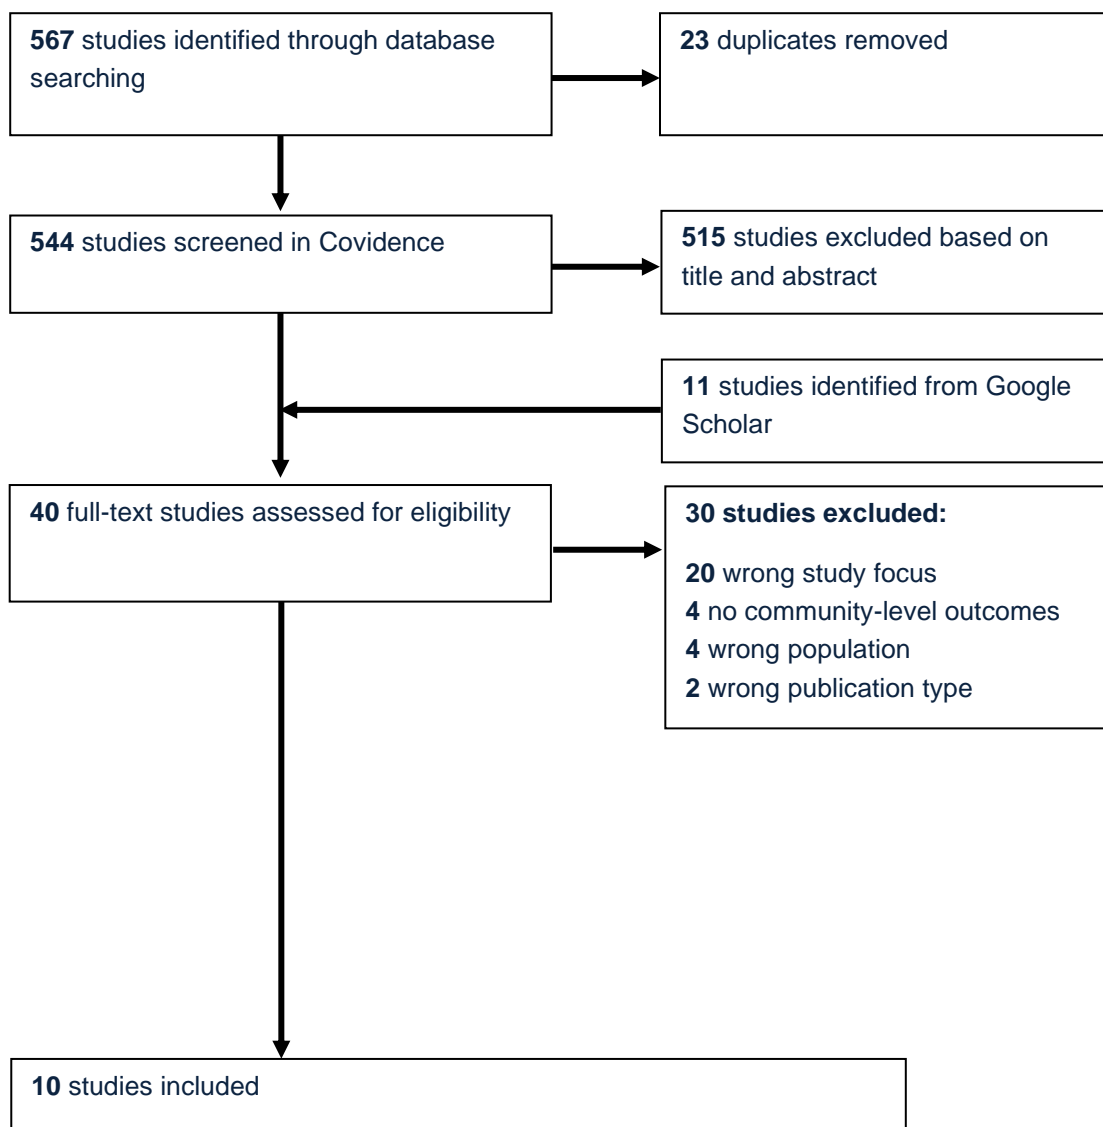 567 studies identified through database
searching
23 duplicates removed
544 studies screened in Covidence
515 studies excluded based on
title and abstract
11 studies identified from Google
Scholar
40 full-text studies assessed for eligibility
30 studies excluded:
20 wrong study focus
4 no community-level outcomes
4 wrong population
2 wrong publication type
10 studies included